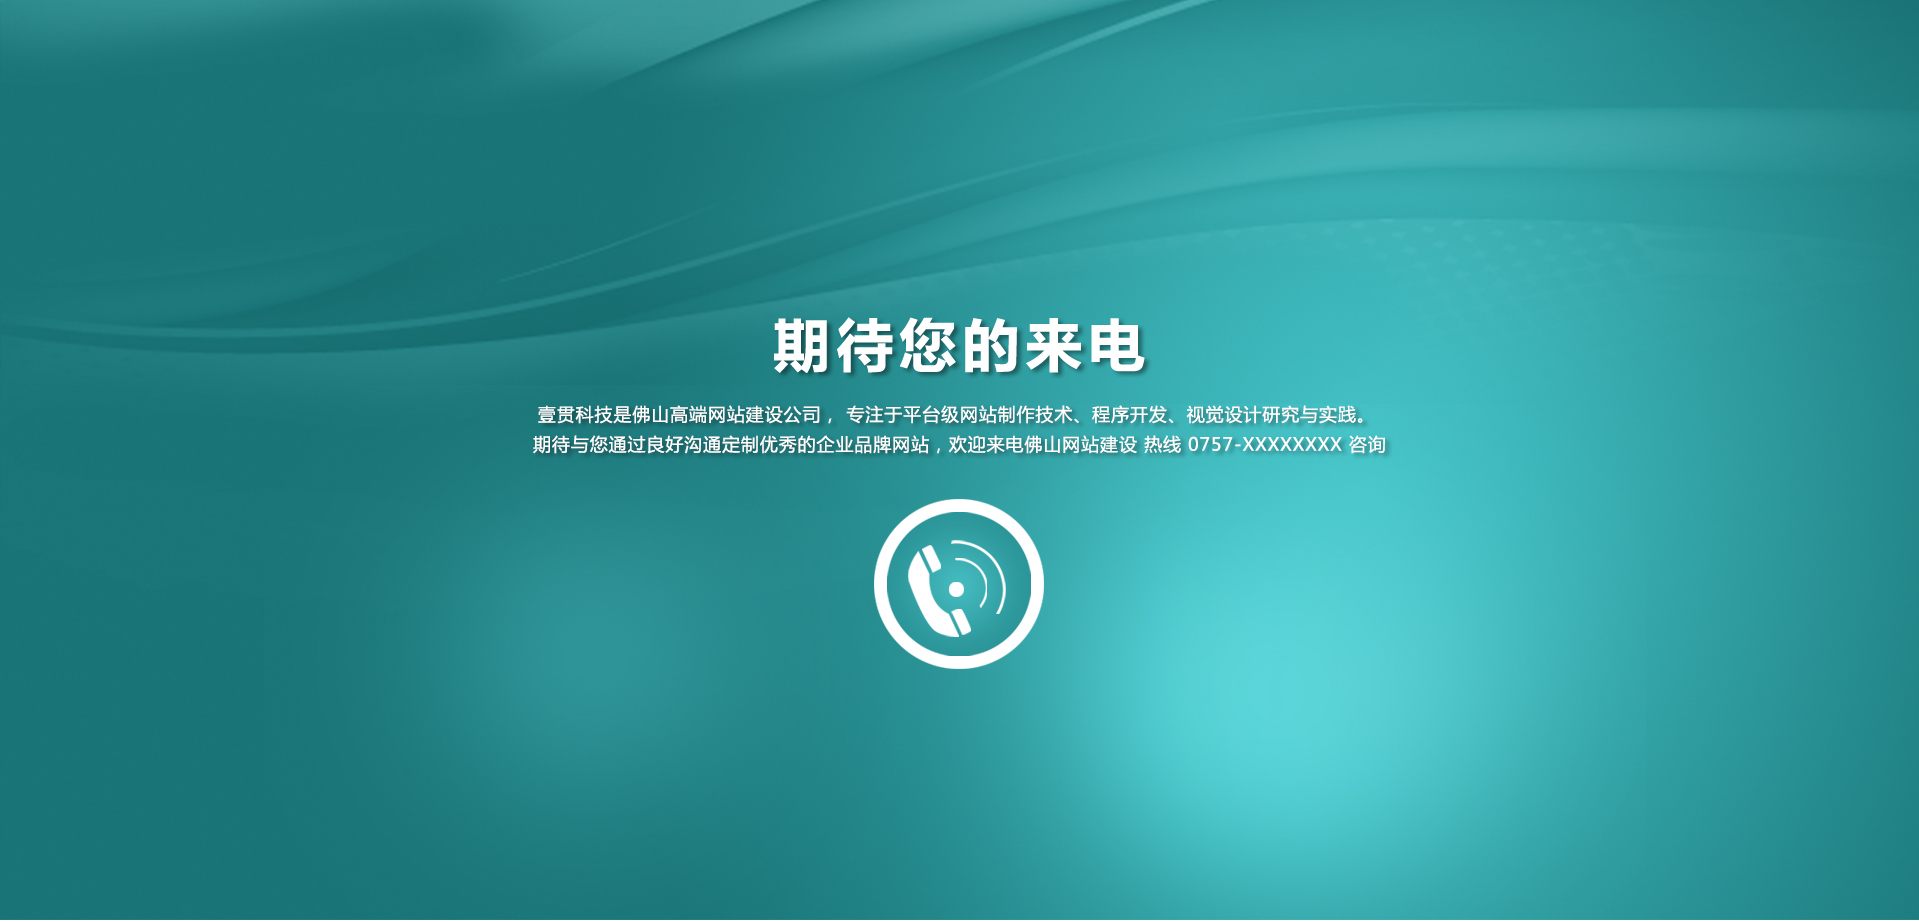 期待您的来电
壹贯科技是佛山高端网站建设公司，专注于平台级网站制作技术、程序开发、视觉设计研究与实践。
期待与您通过良好沟通定制优秀的企业品牌网站，欢迎来电佛山网站建设 热线 0757-XXXXXXXX 咨询